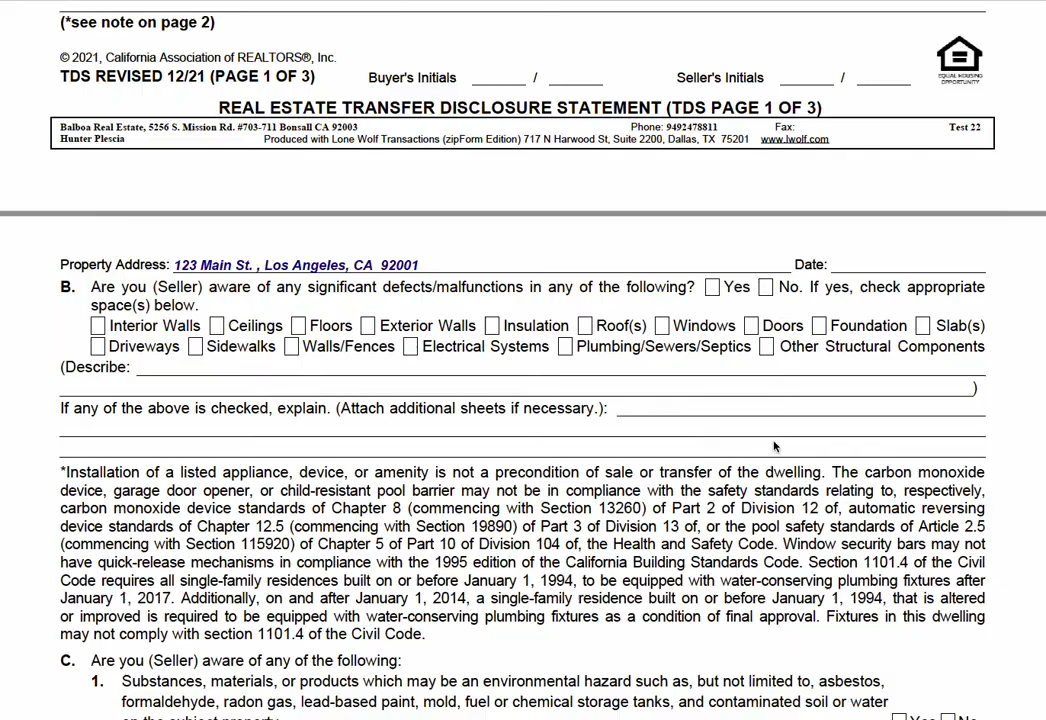 (*see note on page 2)
© 2021, California Association of REALTORS®, Inc.
TDS REVISED 12/21 (PAGE 1 OF 3) Buyer's Initials ______ / ______ Seller's Initials ______ / ______
EQUAL HOUSING
OPPORTUNITY
REAL ESTATE TRANSFER DISCLOSURE STATEMENT (TDS PAGE 1 OF 3)
Balboa Real Estate, 5256 S. Mission Rd. #703-711 Bonsall CA 92003 Phone: 9492478811 Fax: Test 22
Hunter Plescia Produced with Lone Wolf Transactions (zipForm Edition) 717 N Harwood St, Suite 2200, Dallas, TX 75201 www.lwolf.com
Property Address: 123 Main St. , Los Angeles, CA 92001 Date:
B. Are you (Seller) aware of any significant defects/malfunctions in any of the following? Yes No. If yes, check appropriate
space(s) below.
Interior Walls Ceilings Floors Exterior Walls Insulation Roof(s) Windows Doors Foundation Slab(s)
Driveways Sidewalks Walls/Fences Electrical Systems Plumbing/Sewers/Septics Other Structural Components
(Describe:
)
If any of the above is checked, explain. (Attach additional sheets if necessary.):
*Installation of a listed appliance, device, or amenity is not a precondition of sale or transfer of the dwelling. The carbon monoxide
device, garage door opener, or child-resistant pool barrier may not be in compliance with the safety standards relating to, respectively,
carbon monoxide device standards of Chapter 8 (commencing with Section 13260) of Part 2 of Division 12 of, automatic reversing
device standards of Chapter 12.5 (commencing with Section 19890) of Part 3 of Division 13 of, or the pool safety standards of Article 2.5
(commencing with Section 115920) of Chapter 5 of Part 10 of Division 104 of, the Health and Safety Code. Window security bars may not
have quick-release mechanisms in compliance with the 1995 edition of the California Building Standards Code. Section 1101.4 of the Civil
Code requires all single-family residences built on or before January 1, 1994, to be equipped with water-conserving plumbing fixtures after
January 1, 2017. Additionally, on and after January 1, 2014, a single-family residence built on or before January 1, 1994, that is altered
or improved is required to be equipped with water-conserving plumbing fixtures as a condition of final approval. Fixtures in this dwelling
may not comply with section 1101.4 of the Civil Code.
C. Are you (Seller) aware of any of the following:
1. Substances, materials, or products which may be an environmental hazard such as, but not limited to, asbestos,
formaldehyde, radon gas, lead-based paint, mold, fuel or chemical storage tanks, and contaminated soil or water
on the subject property Yes No